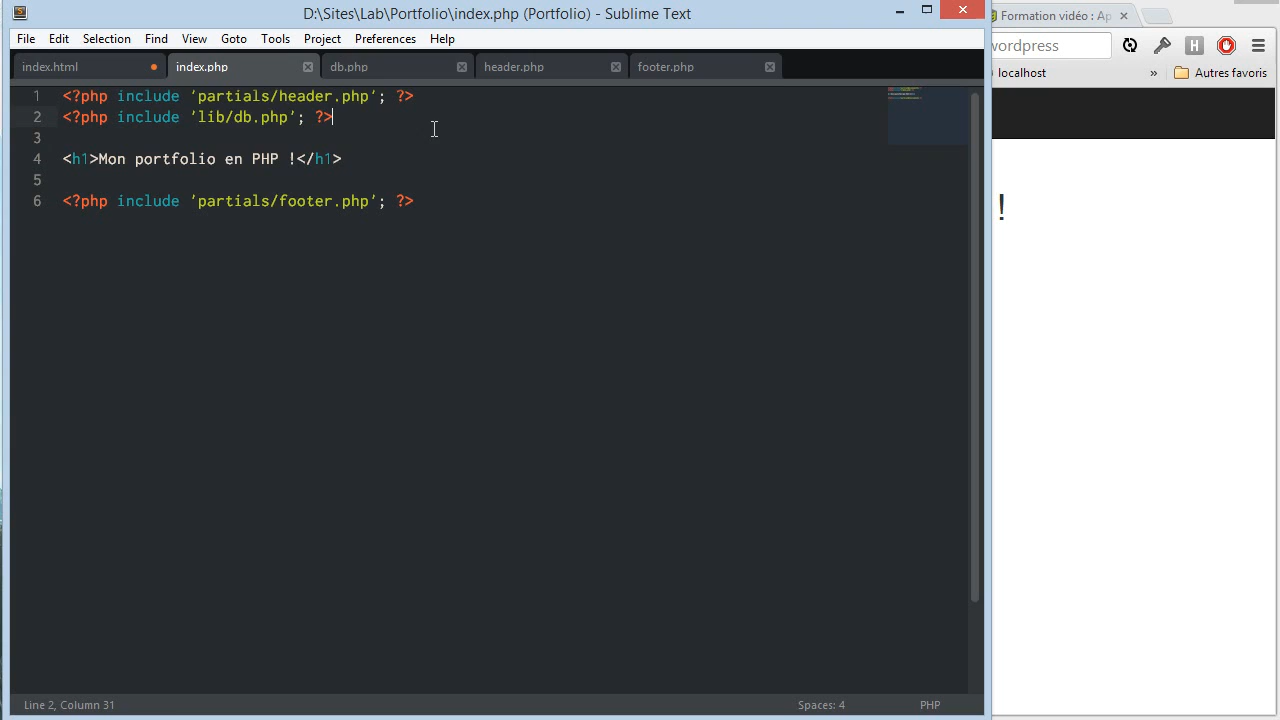 D:\Sites\Lab\Portfolio\index.php (Portfolio) - Sublime Text
Formation vidéo : Ap
File Edit Selection Find View Goto Tools Project Preferences Help
wordpress
index.html index.php db.php header.php footer.php
localhost » Autres favoris
1 <?php include 'partials/header.php'; ?>
2 <?php include 'lib/db.php'; ?>
3
4 <h1>Mon portfolio en PHP !</h1>
5
6 <?php include 'partials/footer.php'; ?>
!
Line 2, Column 31 Spaces: 4 PHP